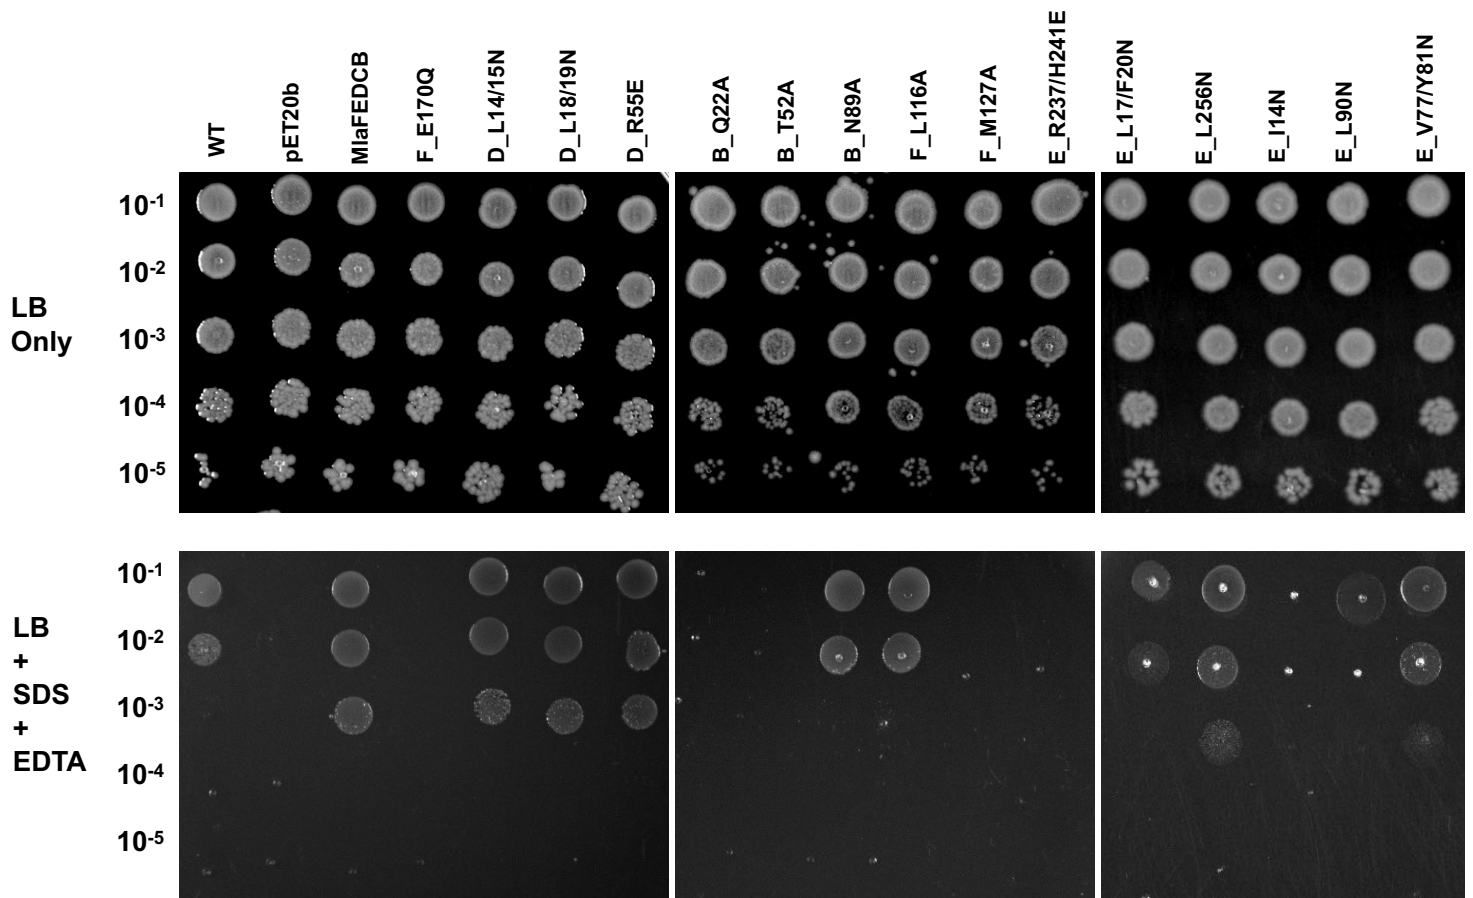 WT
pET20b
MlaFEDCB
F_E170Q
D_L14/15N
D_L18/19N
D_R55E
B_Q22A
B_T52A
B_N89A
F_L116A
F_M127A
E_R237/H241E
E_L17/F20N
E_L256N
E_I14N
E_L90N
E_V77/Y81N
LB
Only
10-1
10-2
10-3
10-4
10-5
LB
+
SDS
+
EDTA
10-1
10-2
10-3
10-4
10-5